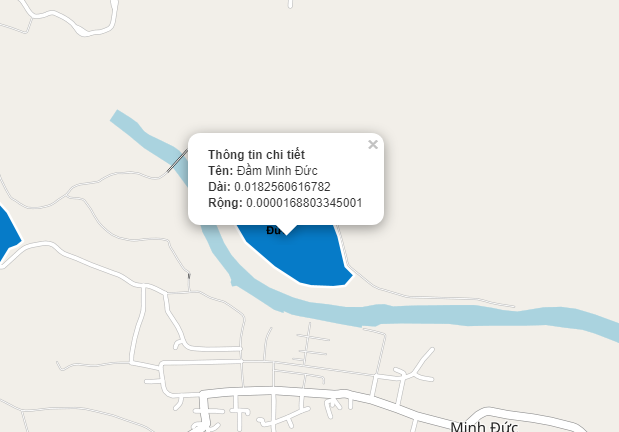 ×
Thông tin chi tiết
Tên: Đầm Minh Đức
Dài: 0.0182560616782
Rộng: 0.0000168803345001
Minh Đức